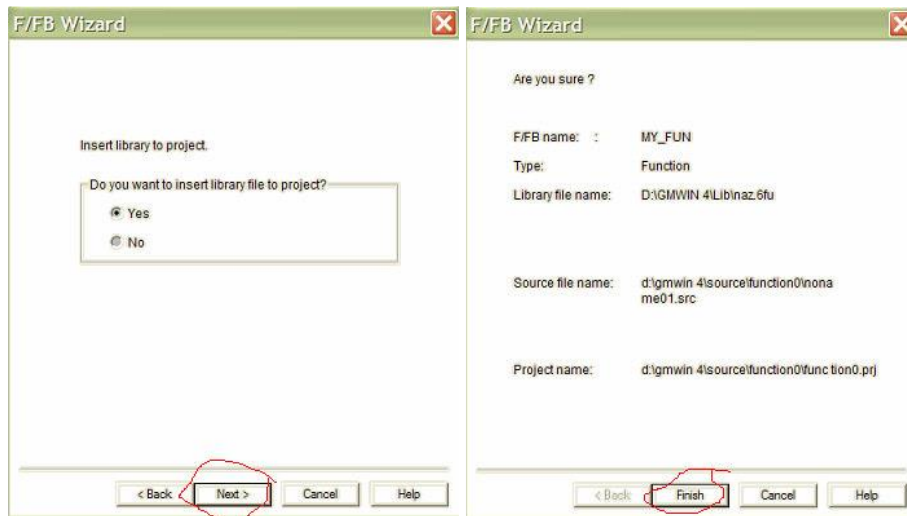 F/FB Wizard
Insert library to project.
Do you want to insert library file to project?
Yes
No
< Back
Next >
Cancel
Help
F/FB Wizard
Are you sure ?
F/FB name: : MY_FUN
Type: Function
Library file name: D:\GMWIN 4\Lib\naz.6fu
Source file name: d:\gmwin 4\source\function0\nona
me01.src
Project name: d:\gmwin 4\source\function0\function0.prj
< Back
Finish
Cancel
Help